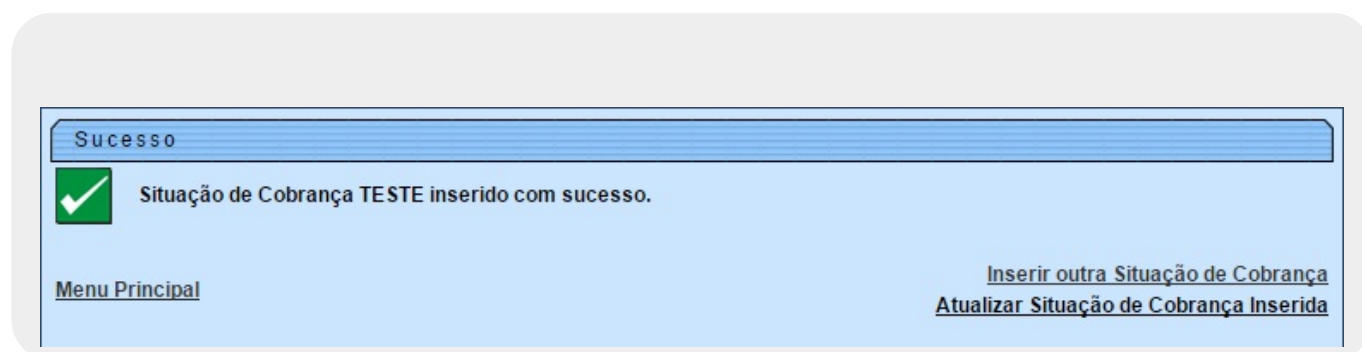 Sucesso
Situação de Cobrança TESTE inserido com sucesso.
Inserir outra Situação de Cobrança
Menu Principal
Atualizar Situação de Cobrança Inserida